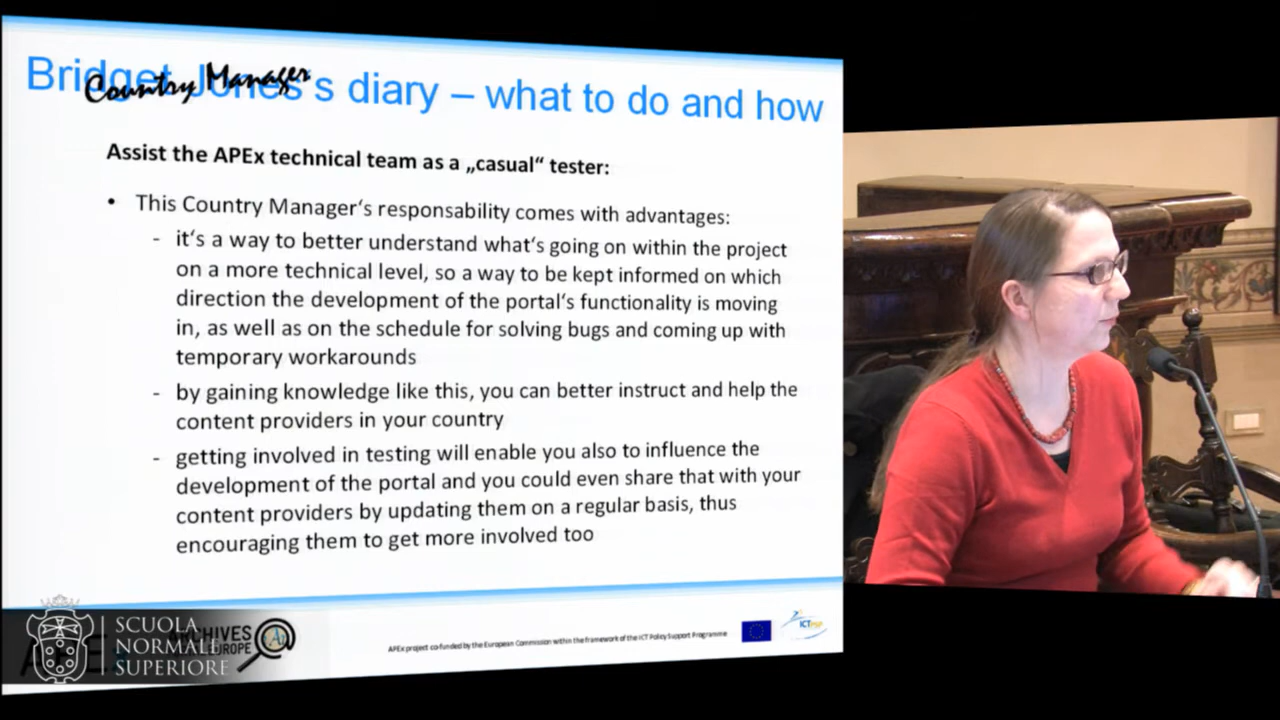 Bridget Jones's diary – what to do and how
Country Manager
Assist the APEx technical team as a „casual“ tester:
• This Country Manager's responsability comes with advantages:
- it's a way to better understand what's going on within the project
on a more technical level, so a way to be kept informed on which
direction the development of the portal's functionality is moving
in, as well as on the schedule for solving bugs and coming up with
temporary workarounds
- by gaining knowledge like this, you can better instruct and help the
content providers in your country
- getting involved in testing will enable you also to influence the
development of the portal and you could even share that with your
content providers by updating them on a regular basis, thus
encouraging them to get more involved too
SCUOLA
NORMALE
SUPERIORE
ARCHIVES
EUROPE
APEx project co-funded by the European Commission within the framework of the ICT Policy Support Programme
ICT PSP